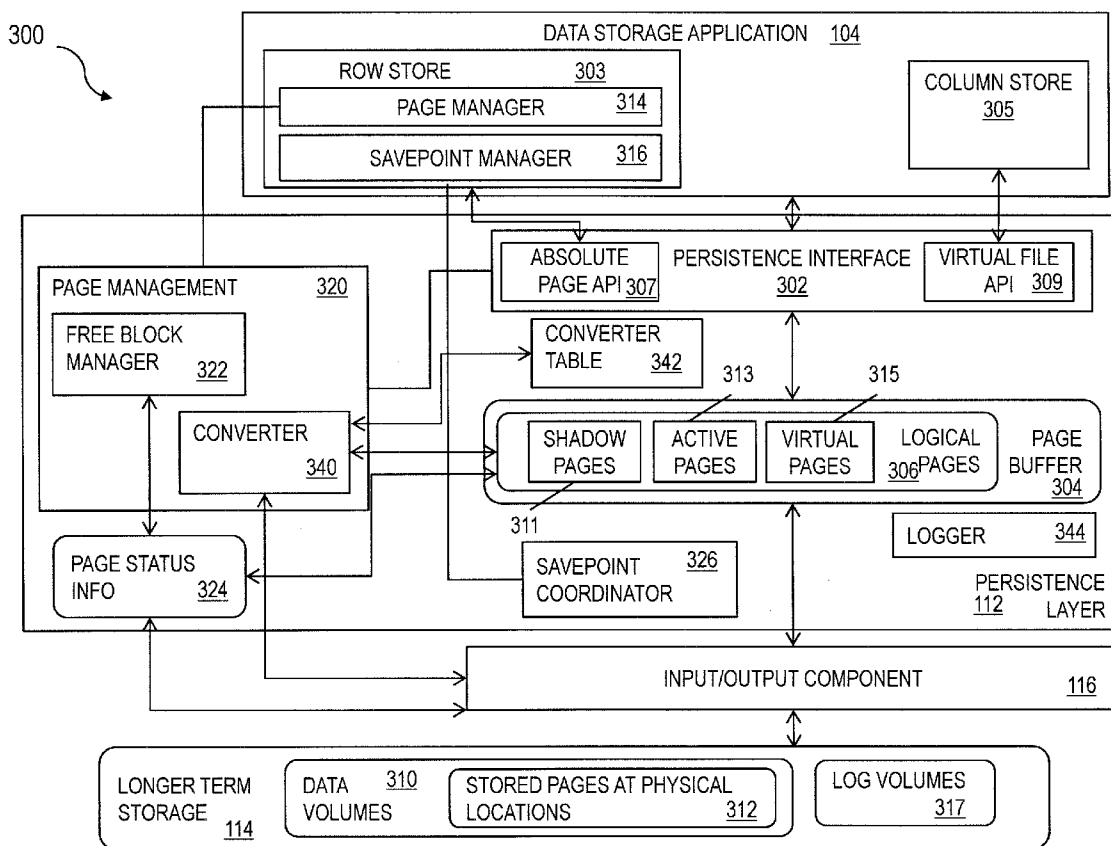 300
DATA STORAGE APPLICATION 104
ROW STORE 303
PAGE MANAGER 314
SAVEPOINT MANAGER 316
COLUMN STORE
305
PAGE MANAGEMENT 320
FREE BLOCK
MANAGER 322
CONVERTER
340
PAGE STATUS
INFO 324
ABSOLUTE
PAGE API 307
PERSISTENCE INTERFACE
302
VIRTUAL FILE
API 309
CONVERTER
TABLE 342
313
315
SHADOW
PAGES
ACTIVE
PAGES
VIRTUAL
PAGES
LOGICAL
PAGES
306
PAGE
BUFFER
304
311
LOGGER 344
SAVEPOINT
COORDINATOR 326
PERSISTENCE
LAYER
112
INPUT/OUTPUT COMPONENT 116
LONGER TERM
STORAGE
114
DATA
VOLUMES 310
STORED PAGES AT PHYSICAL
LOCATIONS 312
LOG VOLUMES
317